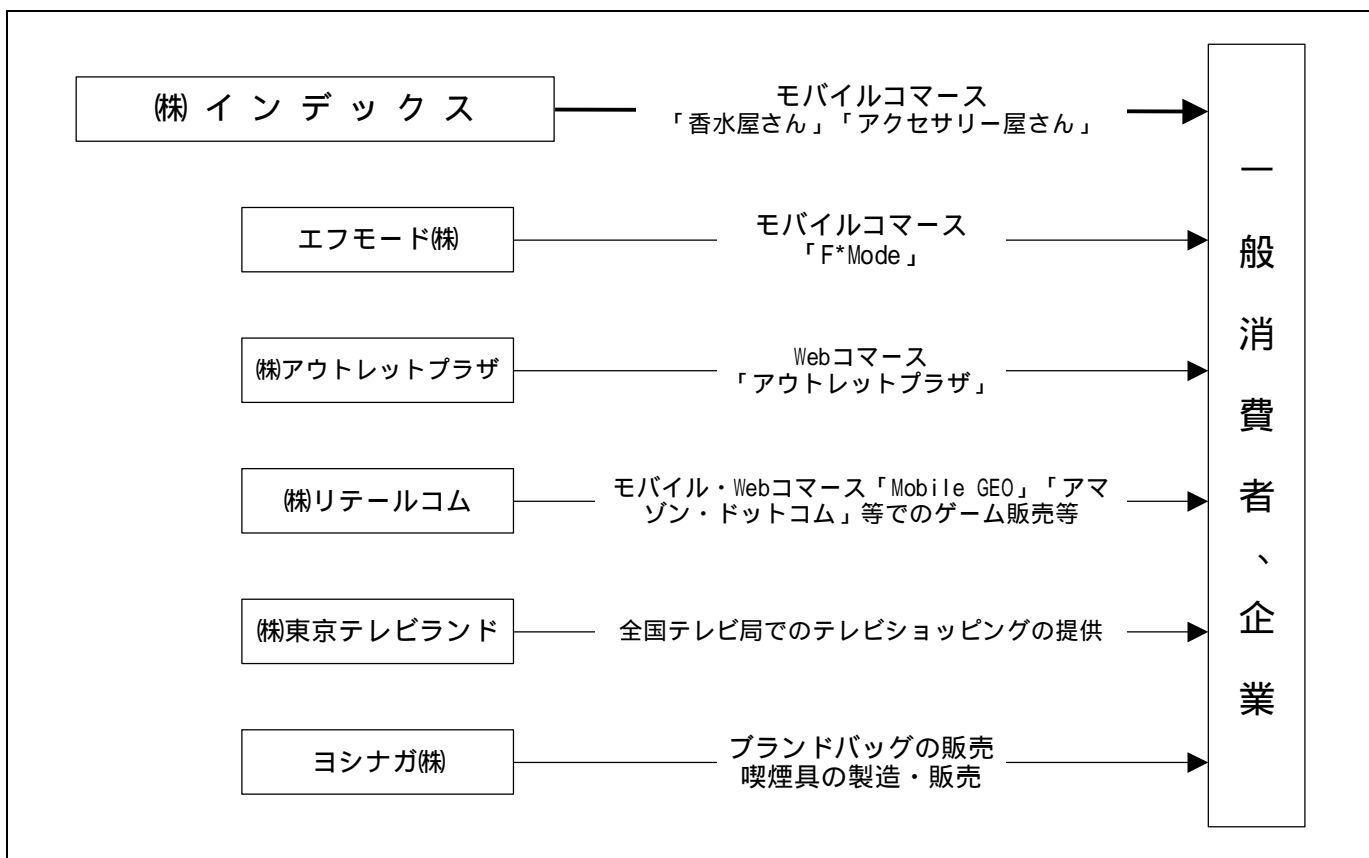 ㈱インデックス
モバイルコマース
「香水屋さん」「アクセサリー屋さん」
エフモード㈱
モバイルコマース
「F*Mode」
㈱アウトレットプラザ
Webコマース
「アウトレットプラザ」
㈱リテールコム
モバイル・Webコマース「Mobile GEO」「アマ
ゾン・ドットコム」等でのゲーム販売等
㈱東京テレビランド
全国テレビ局でのテレビショッピングの提供
ヨシナガ㈱
ブランドバッグの販売
喫煙具の製造・販売
一般消費者、企業